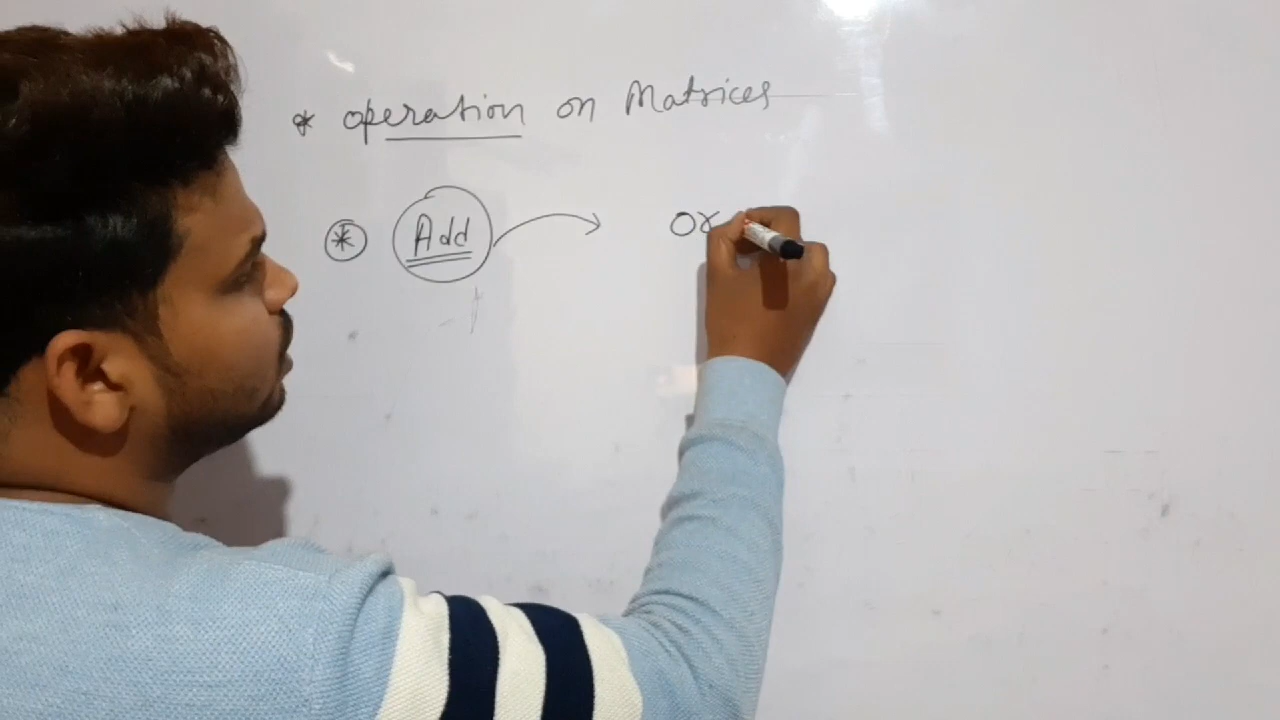 * operation on Matrices
* Add → or